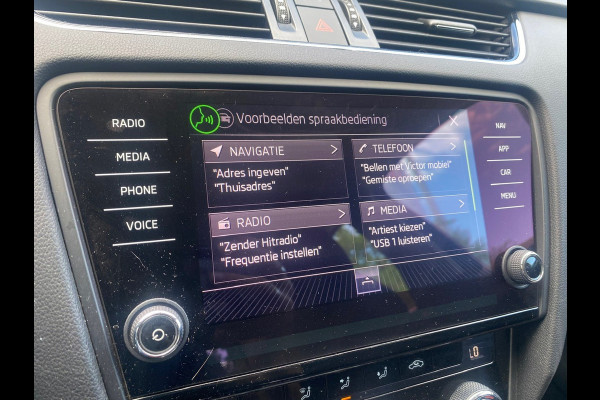 Voorbeelden spraakbediening
RADIO
MEDIA
PHONE
VOICE
NAVIGATIE
"Adres ingeven"
"Thuisadres"
TELEFOON
"Bellen met Victor mobiel"
"Gemiste oproepen"
RADIO
"Zender Hitradio"
"Frequentie instellen"
MEDIA
"Artiest kiezen"
"USB 1 luisteren"
NAV
APP
CAR
MENU
LO